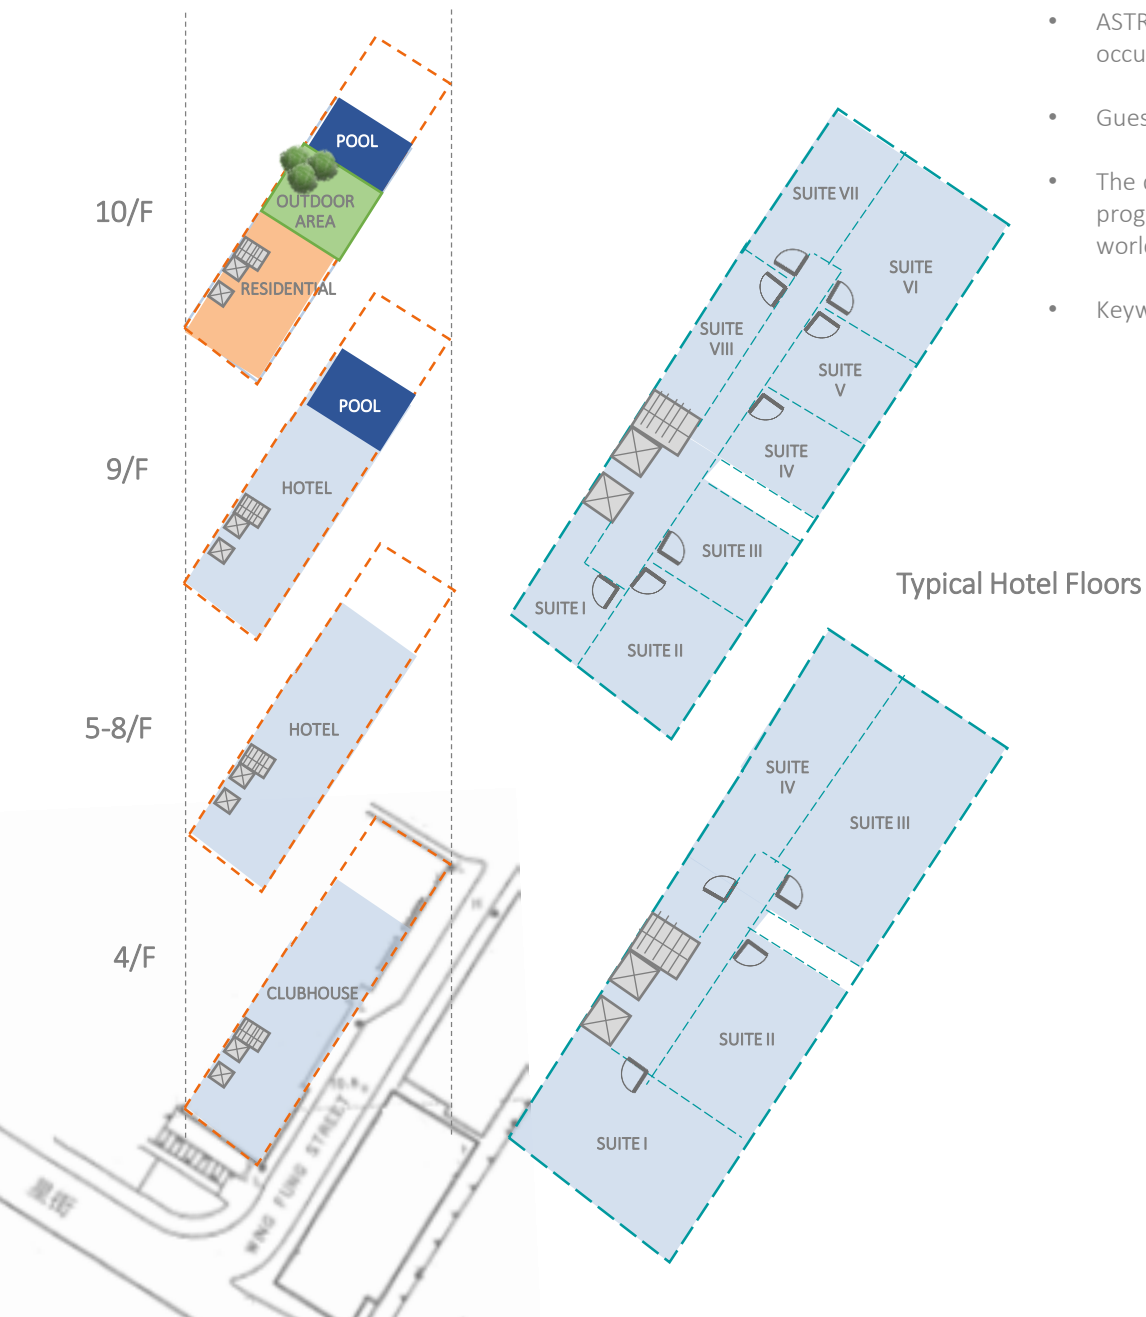 10/F
POOL
OUTDOOR
AREA
RESIDENTIAL
9/F
POOL
HOTEL
5-8/F
HOTEL
4/F
CLUBHOUSE
WING FUNG STREET
星街
SUITE VII
SUITE
VI
SUITE
VIII
SUITE
V
SUITE
IV
SUITE III
SUITE I
SUITE II
Typical Hotel Floors
SUITE
IV
SUITE III
SUITE II
SUITE I
• ASTR
occu
• Gues
• The
prog
worl
• Keyw